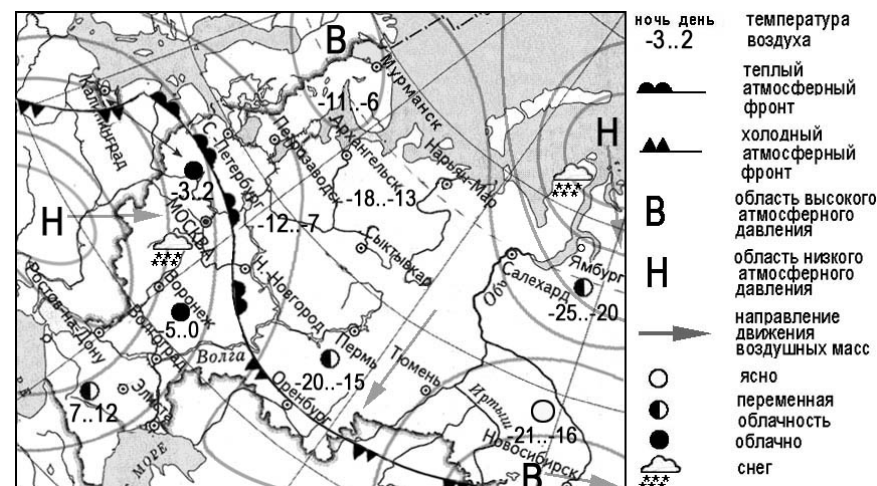 В
Н
Н
В
Калининград
С.Петербург
Петрозаводск
Мурманск
Архангельск
Нарьян-Мар
МОСКВА
Сыктывкар
Н.-Новгород
Воронеж
Ростов-на-Дону
Волгоград
Волга
Элиста
МОРЕ
Оренбург
Пермь
Тюмень
Обь
Салехард
Ямбург
Иртыш
Новосибирск
-11..-6
-3..2
-12..-7
-18..-13
-25..-20
5..0
-20..-15
7..12
-21..-16
ночь день
температура
-3..2
воздуха
теплый
атмосферный
фронт
холодный
атмосферный
фронт
В
область высокого
атмосферного
давления
Н
область низкого
атмосферного
давления
направление
движения
воздушных масс
ясно
переменная
облачность
облачно
снег